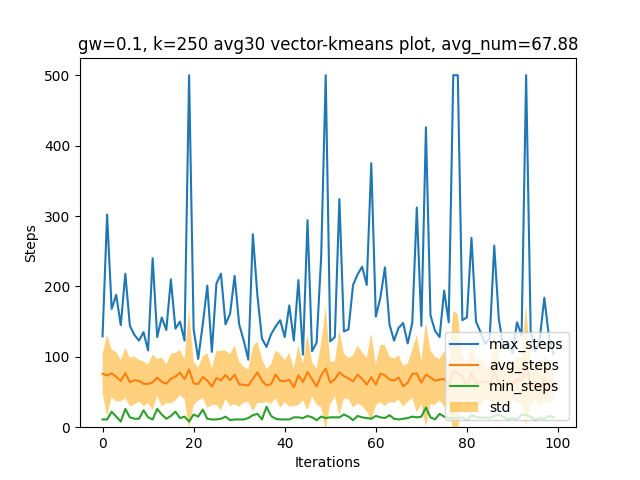 gw=0.1, k=250 avg30 vector-kmeans plot, avg_num=67.88
500
400
300
200
100
0
Steps
max_steps
avg_steps
min_steps
std
0 20 40 60 80 100
Iterations